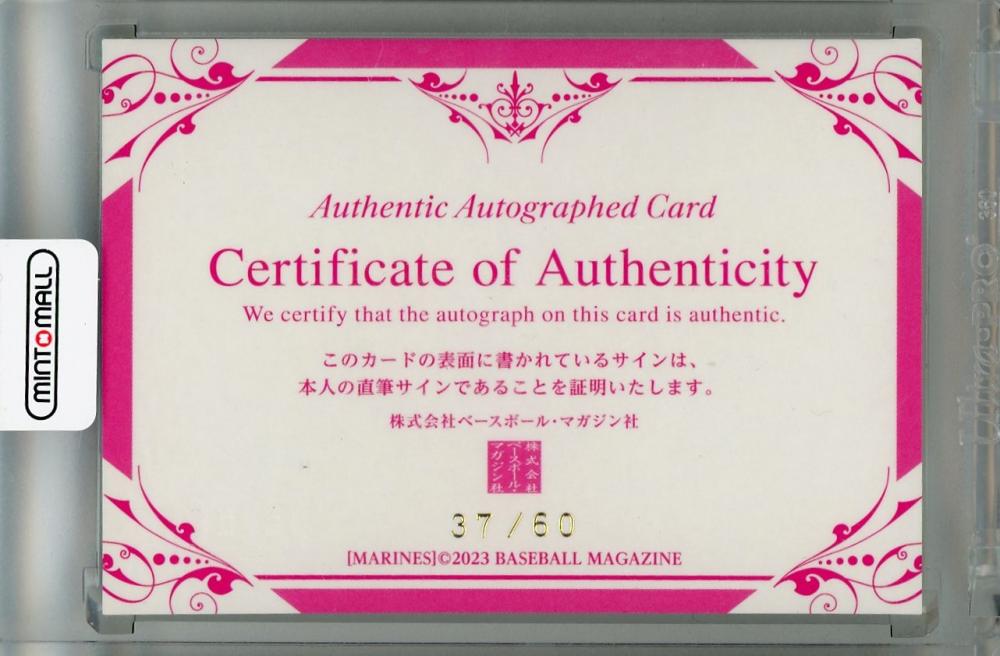 Authentic Autographed Card
Certificate of Authenticity
We certify that the autograph on this card is authentic.
このカードの表面に書かれているサインは、
本人の直筆サインであることを証明いたします。
株式会社ベースボール・マガジン社
株式会社
ベースボール・
マガジン社
37/60
[MARINES]©2023 BASEBALL MAGAZINE
MINTOMALL